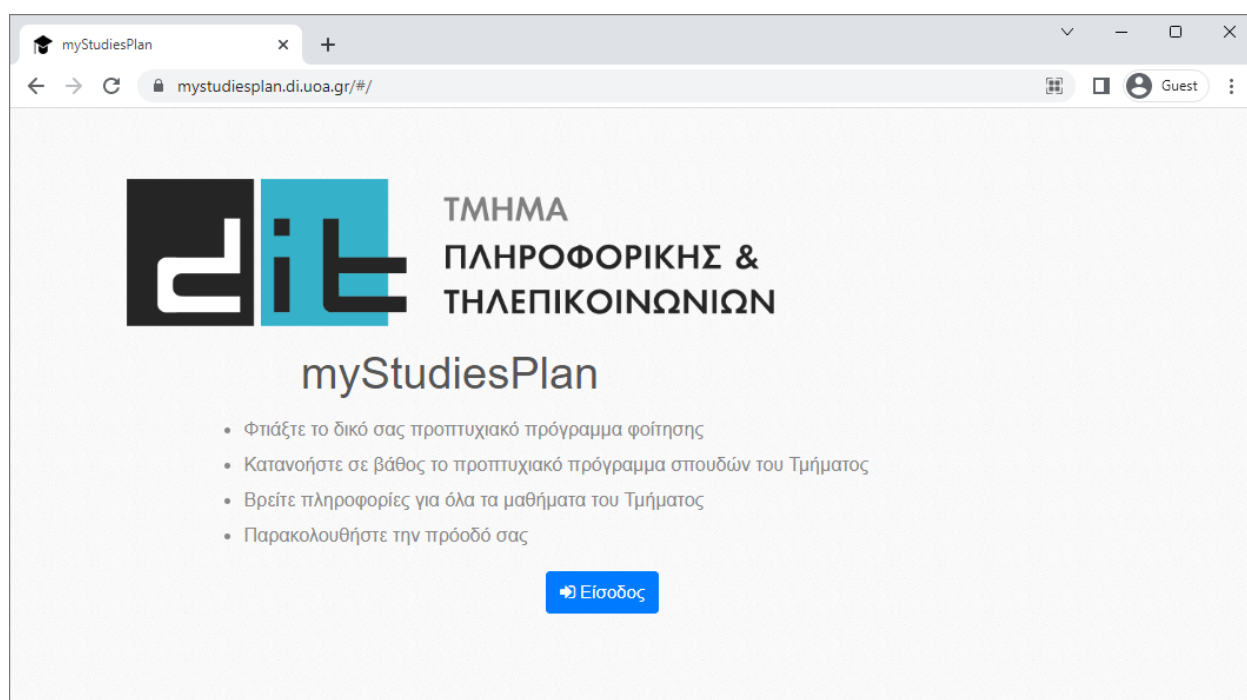 myStudiesPlan
mystudiesplan.di.uoa.gr/#/
Guest
dit
ΤΜΗΜΑ
ΠΛΗΡΟΦΟΡΙΚΗΣ &
ΤΗΛΕΠΙΚΟΙΝΩΝΙΩΝ
myStudiesPlan
• Φτιάξτε το δικό σας προπτυχιακό πρόγραμμα φοίτησης
• Κατανοήστε σε βάθος το προπτυχιακό πρόγραμμα σπουδών του Τμήματος
• Βρείτε πληροφορίες για όλα τα μαθήματα του Τμήματος
• Παρακολουθήστε την πρόοδό σας
Είσοδος